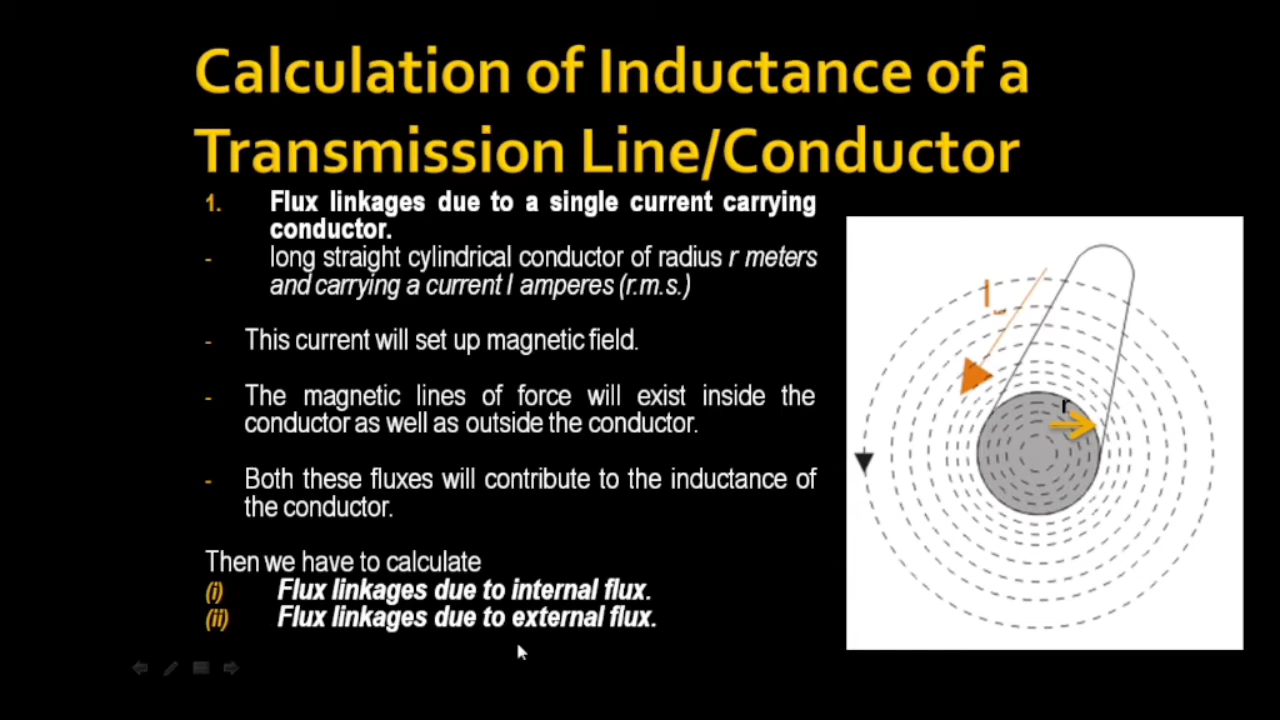 Calculation of Inductance of a
Transmission Line/Conductor
1. Flux linkages due to a single current carrying
conductor.
- long straight cylindrical conductor of radius r meters
and carrying a current I amperes (r.m.s.)
- This current will set up magnetic field.
- The magnetic lines of force will exist inside the
conductor as well as outside the conductor.
- Both these fluxes will contribute to the inductance of
the conductor.
Then we have to calculate
(i) Flux linkages due to internal flux.
(ii) Flux linkages due to external flux.
I
r